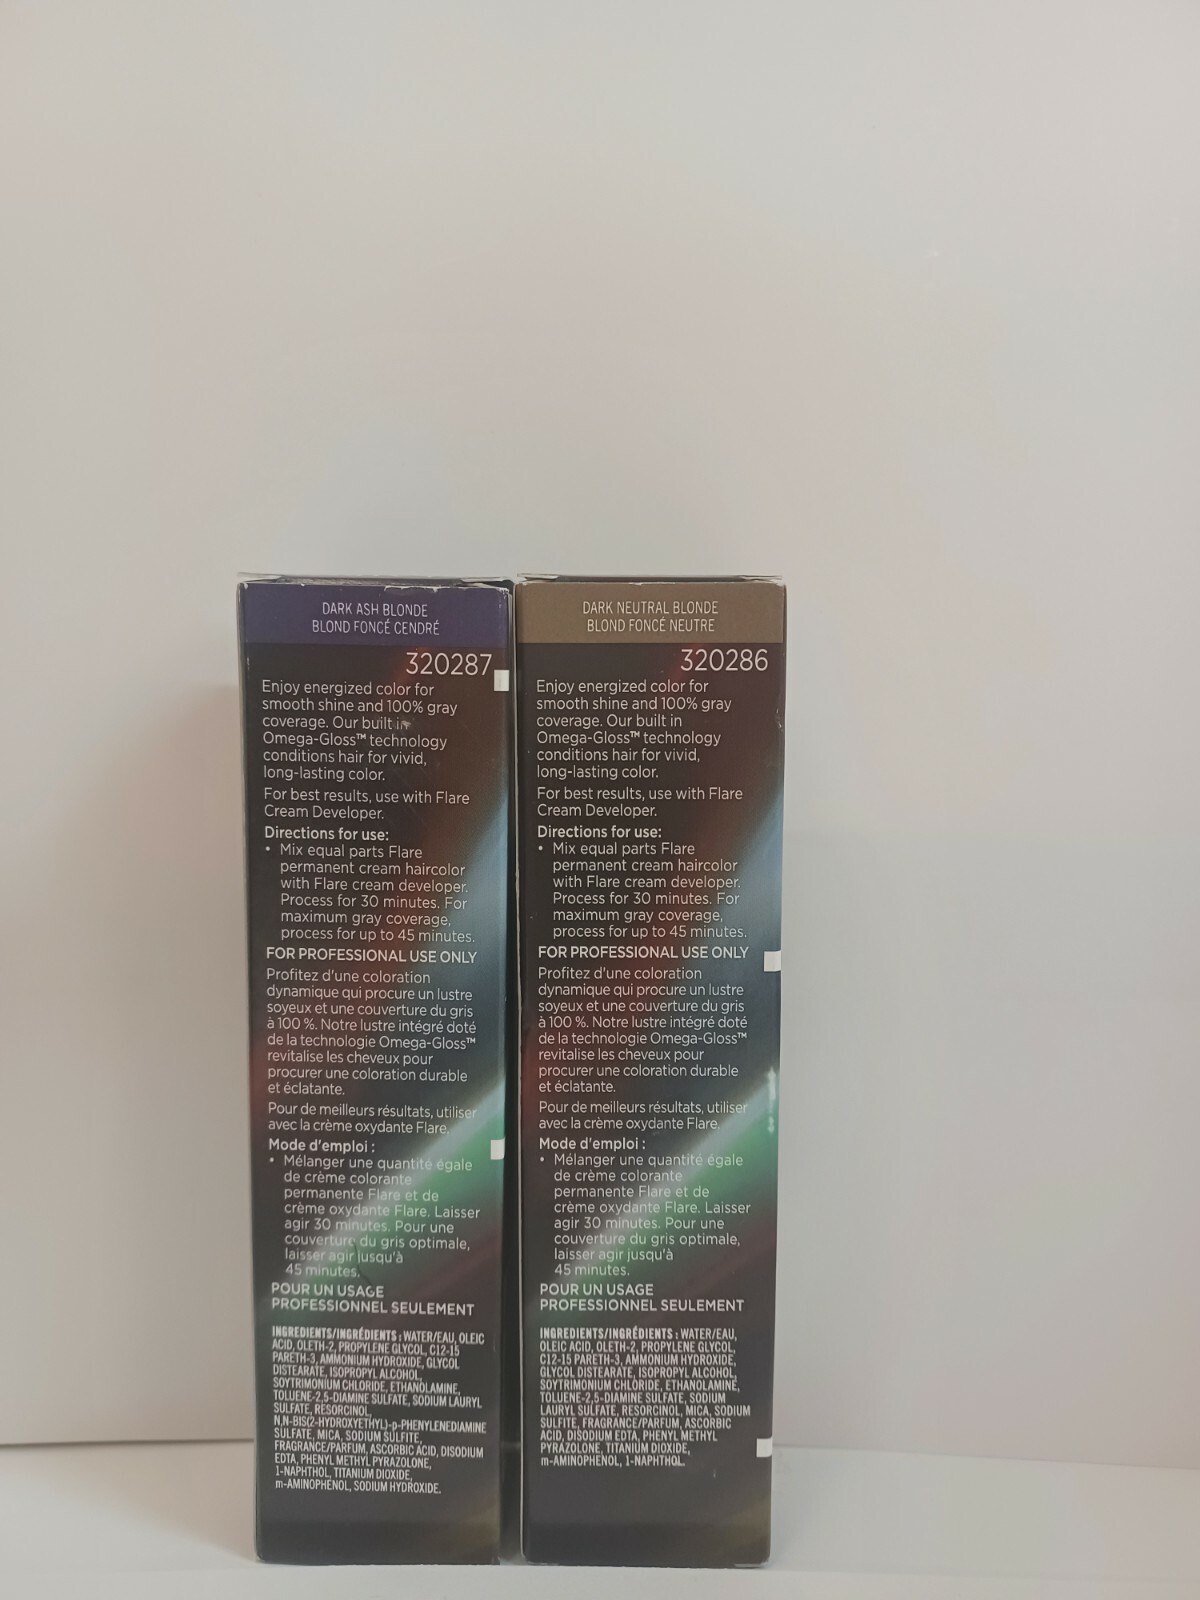 DARK ASH BLONDE
BLOND FONCÉ CENDRÉ
320287
Enjoy energized color for
smooth shine and 100% gray
coverage. Our built in
Omega-Gloss™ technology
conditions hair for vivid,
long-lasting color.
For best results, use with Flare
Cream Developer.
Directions for use:
• Mix equal parts Flare
permanent cream haircolor
with Flare cream developer.
Process for 30 minutes. For
maximum gray coverage,
process for up to 45 minutes.
FOR PROFESSIONAL USE ONLY
Profitez d'une coloration
dynamique qui procure un lustre
soyeux et une couverture du gris
à 100 %. Notre lustre intégré doté
de la technologie Omega-Gloss™
revitalise les cheveux pour
procurer une coloration durable
et éclatante.
Pour de meilleurs résultats, utiliser
avec la crème oxydante Flare.
Mode d'emploi :
• Mélanger une quantité égale
de crème colorante
permanente Flare et de
crème oxydante Flare. Laisser
agir 30 minutes. Pour une
couverture du gris optimale,
laisser agir jusqu'à
45 minutes.
POUR UN USAGE
PROFESSIONNEL SEULEMENT
INGREDIENTS/INGRÉDIENTS : WATER/EAU, OLEIC
ACID, OLETH-2, PROPYLENE GLYCOL, C12-15
PARETH-3, AMMONIUM HYDROXIDE, GLYCOL
DISTEARATE, ISOPROPYL ALCOHOL,
SOYTRIMONIUM CHLORIDE, ETHANOLAMINE,
TOLUENE-2,5-DIAMINE SULFATE, SODIUM LAURYL
SULFATE, RESORCINOL,
N,N-BIS(2-HYDROXYETHYL)-p-PHENYLENEDIAMINE
SULFATE, MICA, SODIUM SULFITE,
FRAGRANCE/PARFUM, ASCORBIC ACID, DISODIUM
EDTA, PHENYL METHYL PYRAZOLONE,
1-NAPHTHOL, TITANIUM DIOXIDE,
m-AMINOPHENOL, SODIUM HYDROXIDE.
DARK NEUTRAL BLONDE
BLOND FONCÉ NEUTRE
320286
Enjoy energized color for
smooth shine and 100% gray
coverage. Our built in
Omega-Gloss™ technology
conditions hair for vivid,
long-lasting color.
For best results, use with Flare
Cream Developer.
Directions for use:
• Mix equal parts Flare
permanent cream haircolor
with Flare cream developer.
Process for 30 minutes. For
maximum gray coverage,
process for up to 45 minutes.
FOR PROFESSIONAL USE ONLY
Profitez d'une coloration
dynamique qui procure un lustre
soyeux et une couverture du gris
à 100 %. Notre lustre intégré doté
de la technologie Omega-Gloss™
revitalise les cheveux pour
procurer une coloration durable
et éclatante.
Pour de meilleurs résultats, utiliser
avec la crème oxydante Flare.
Mode d'emploi :
• Mélanger une quantité égale
de crème colorante
permanente Flare et de
crème oxydante Flare. Laisser
agir 30 minutes. Pour une
couverture du gris optimale,
laisser agir jusqu'à
45 minutes.
POUR UN USAGE
PROFESSIONNEL SEULEMENT
INGREDIENTS/INGRÉDIENTS : WATER/EAU,
OLEIC ACID, OLETH-2, PROPYLENE GLYCOL,
C12-15 PARETH-3, AMMONIUM HYDROXIDE,
GLYCOL DISTEARATE, ISOPROPYL ALCOHOL,
SOYTRIMONIUM CHLORIDE, ETHANOLAMINE,
TOLUENE-2,5-DIAMINE SULFATE, SODIUM
LAURYL SULFATE, RESORCINOL, MICA, SODIUM
SULFITE, FRAGRANCE/PARFUM, ASCORBIC
ACID, DISODIUM EDTA, PHENYL METHYL
PYRAZOLONE, TITANIUM DIOXIDE,
m-AMINOPHENOL, 1-NAPHTHOL.